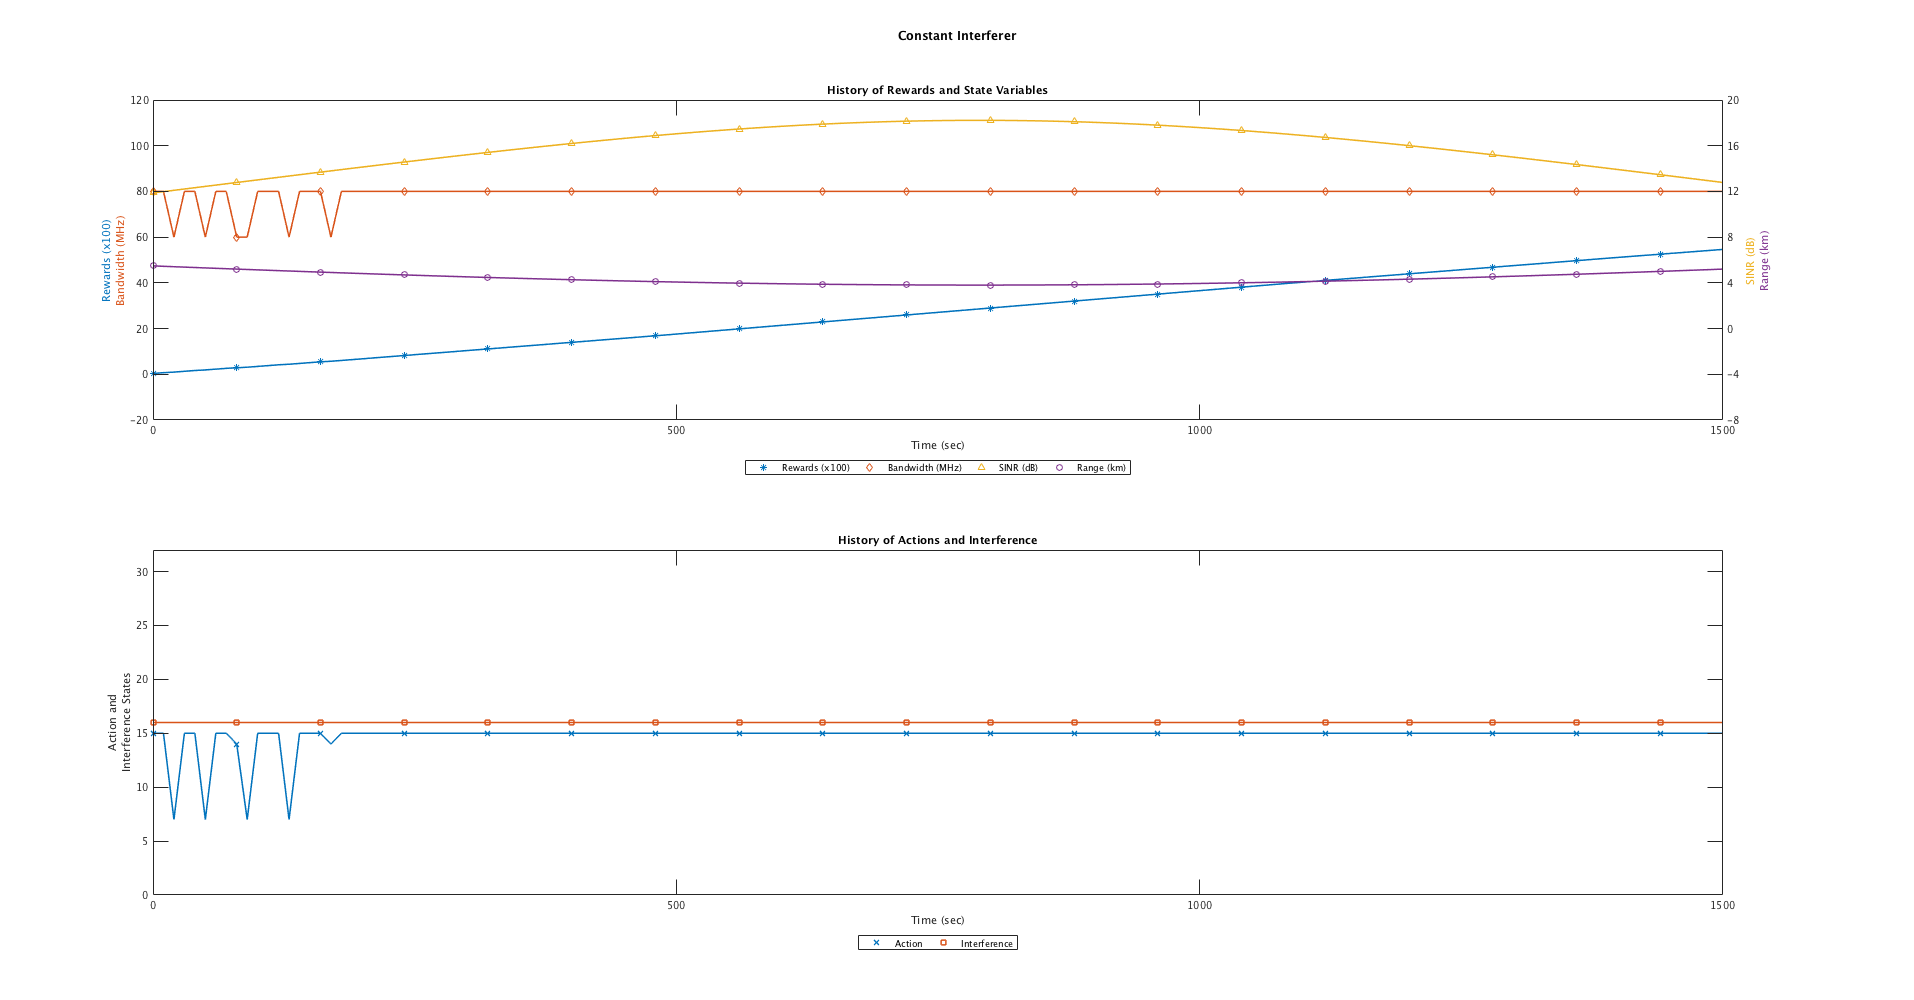 Constant Interferer
History of Rewards and State Variables
120
100
80
60
40
20
0
−20
20
16
12
8
4
0
−4
−8
Rewards (x100)
Bandwidth (MHz)
SINR (dB)
Range (km)
0 500 1000 1500
Time (sec)
Rewards (x100) Bandwidth (MHz) SINR (dB) Range (km)
History of Actions and Interference
30
25
20
15
10
5
0
Action and
Interference States
0 500 1000 1500
Time (sec)
Action Interference